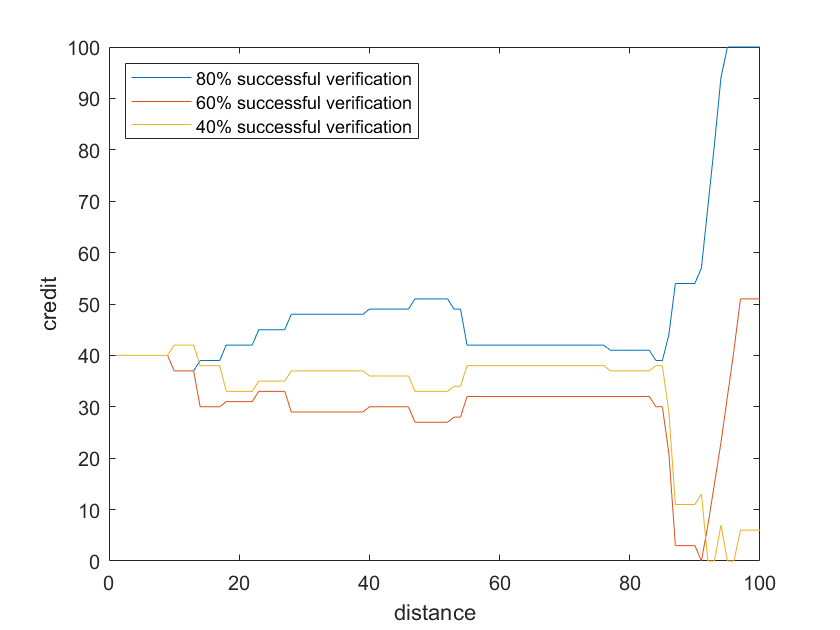 80% successful verification
60% successful verification
40% successful verification
100
90
80
70
60
50
40
30
20
10
0
credit
0 20 40 60 80 100
distance